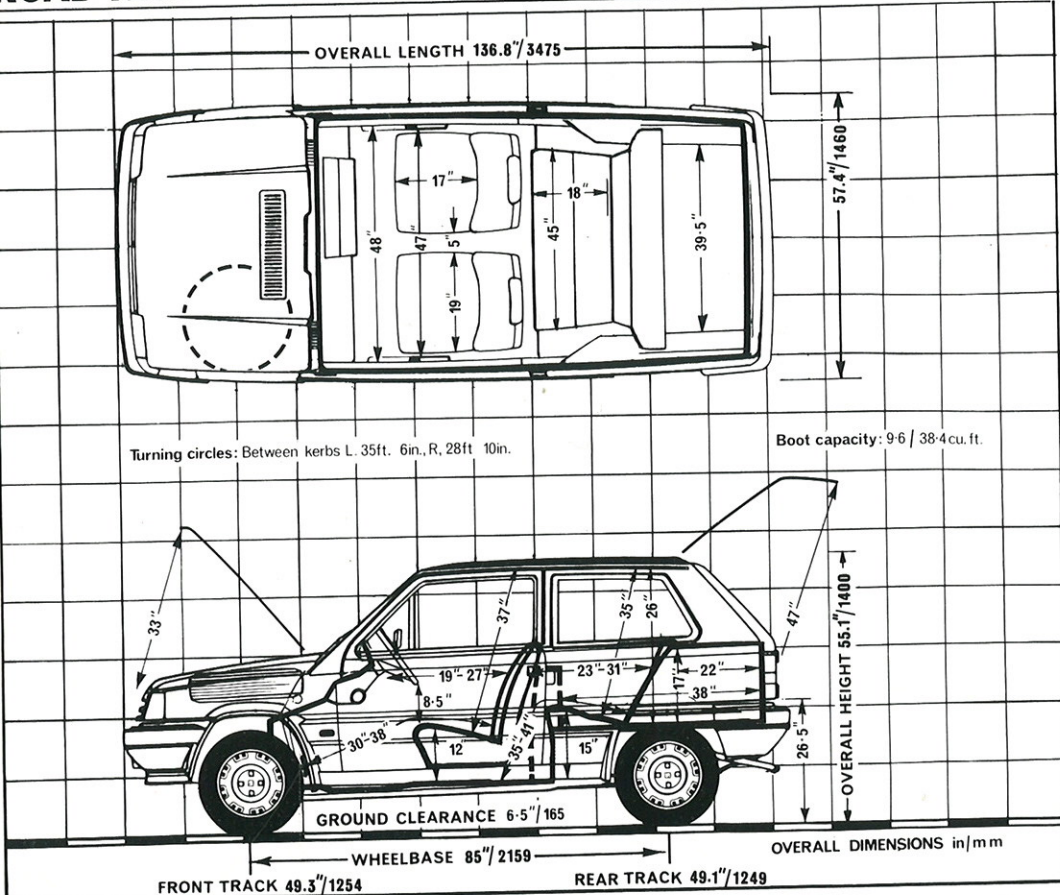 OVERALL LENGTH 136.8"/3475
57.4"/1460
17"
18"
48"
47"
5"
45"
39·5"
19"
Turning circles: Between kerbs L. 35ft. 6in., R, 28ft 10in.
Boot capacity: 9·6 / 38·4cu. ft.
33"
37"
35"
26"
47"
OVERALL HEIGHT 55.1"/1400
19"-27"
23"-31"
17"
22"
8·5"
38"
30"-38"
12
35"-41"
15"
26·5"
GROUND CLEARANCE 6·5"/165
WHEELBASE 85"/2159
OVERALL DIMENSIONS in/mm
FRONT TRACK 49.3"/1254
REAR TRACK 49.1"/1249